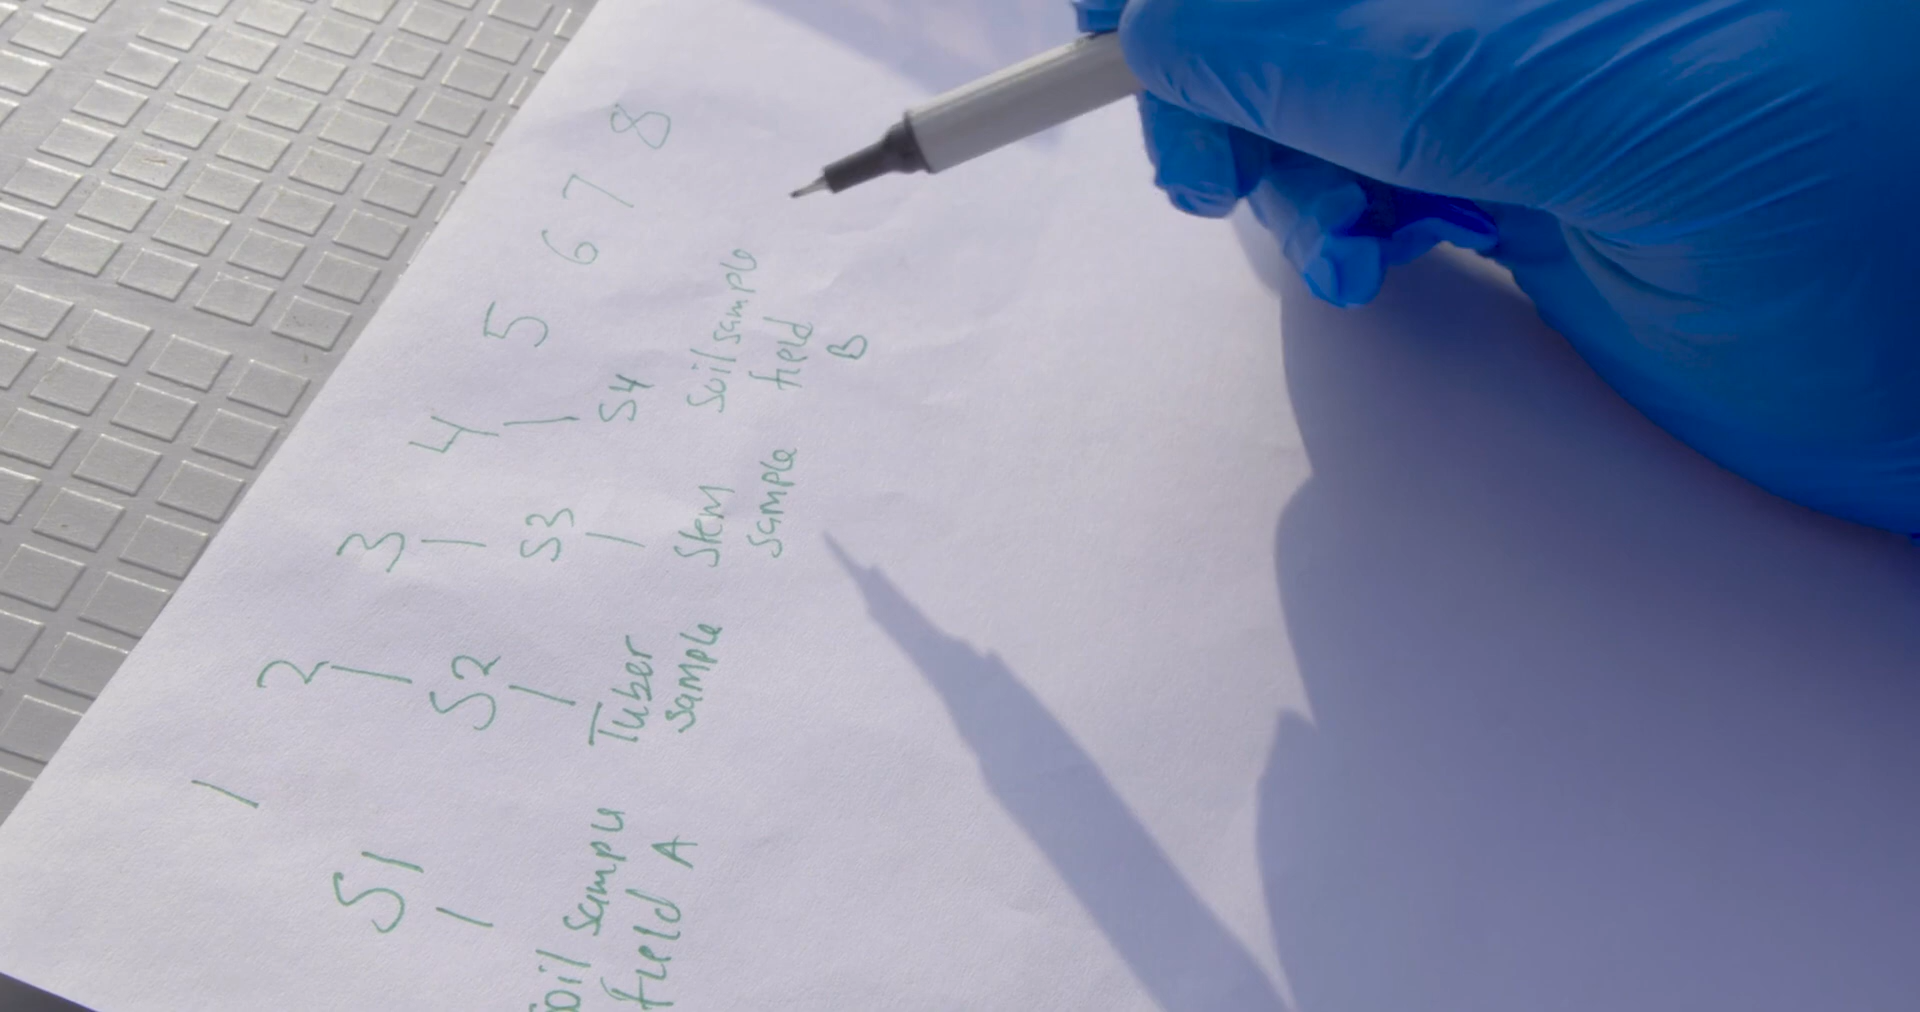 1 2 3 4 5 6 7 8
S1 S2 S3 S4
soil sample Tuber Stem Soil sample
field A sample sample field
B